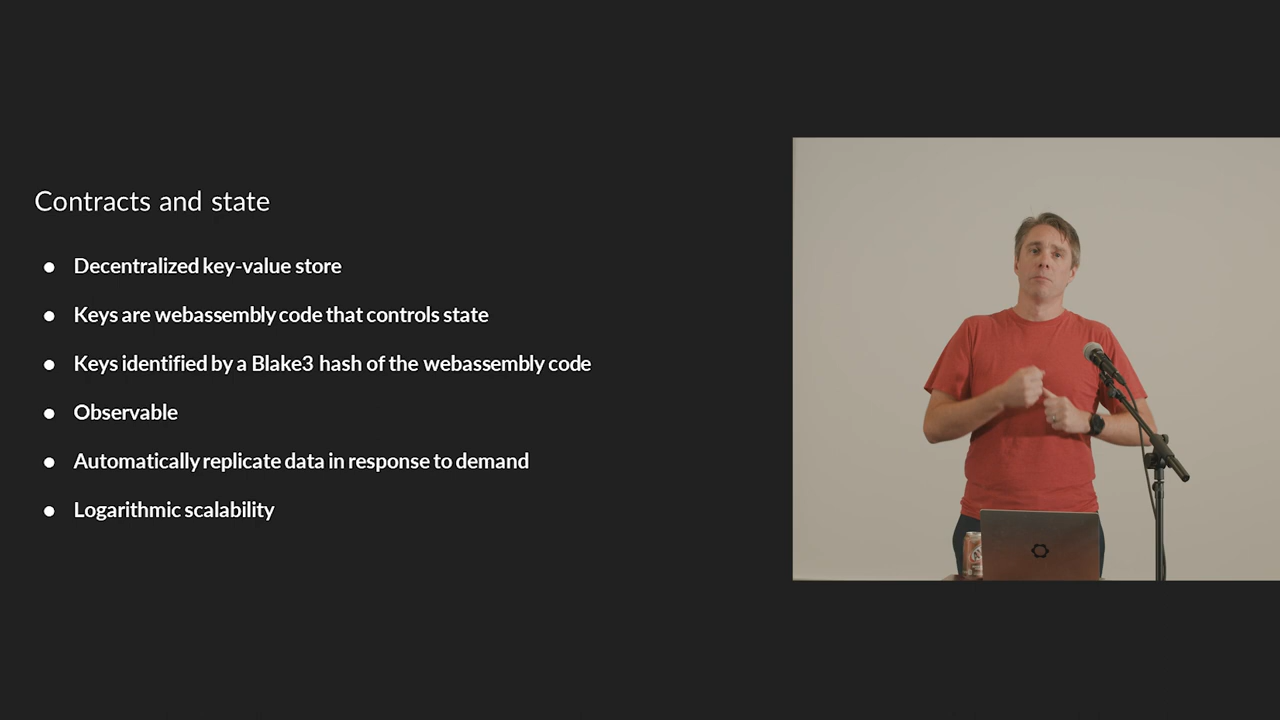 Contracts and state
● Decentralized key-value store
● Keys are webassembly code that controls state
● Keys identified by a Blake3 hash of the webassembly code
● Observable
● Automatically replicate data in response to demand
● Logarithmic scalability